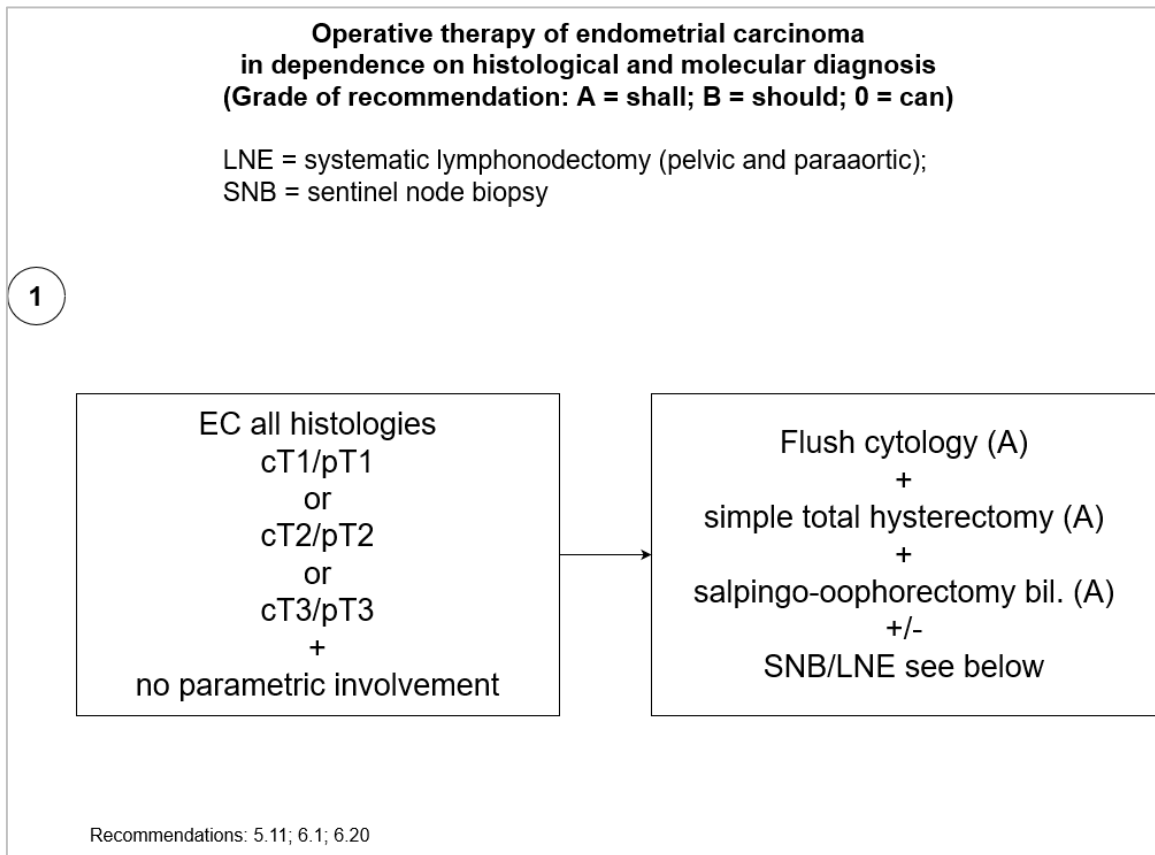 Operative therapy of endometrial carcinoma
in dependence on histological and molecular diagnosis
(Grade of recommendation: A = shall; B = should; 0 = can)
LNE = systematic lymphonodectomy (pelvic and paraaortic);
SNB = sentinel node biopsy
1
EC all histologies
cT1/pT1
or
cT2/pT2
or
cT3/pT3
+
no parametric involvement
Flush cytology (A)
+
simple total hysterectomy (A)
+
salpingo-oophorectomy bil. (A)
+/-
SNB/LNE see below
Recommendations: 5.11; 6.1; 6.20